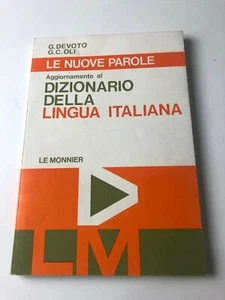 G. DEVOTO
G. C. OLI
LE NUOVE PAROLE
Aggiornamento al
DIZIONARIO
DELLA
LINGUA ITALIANA
LE MONNIER
LM